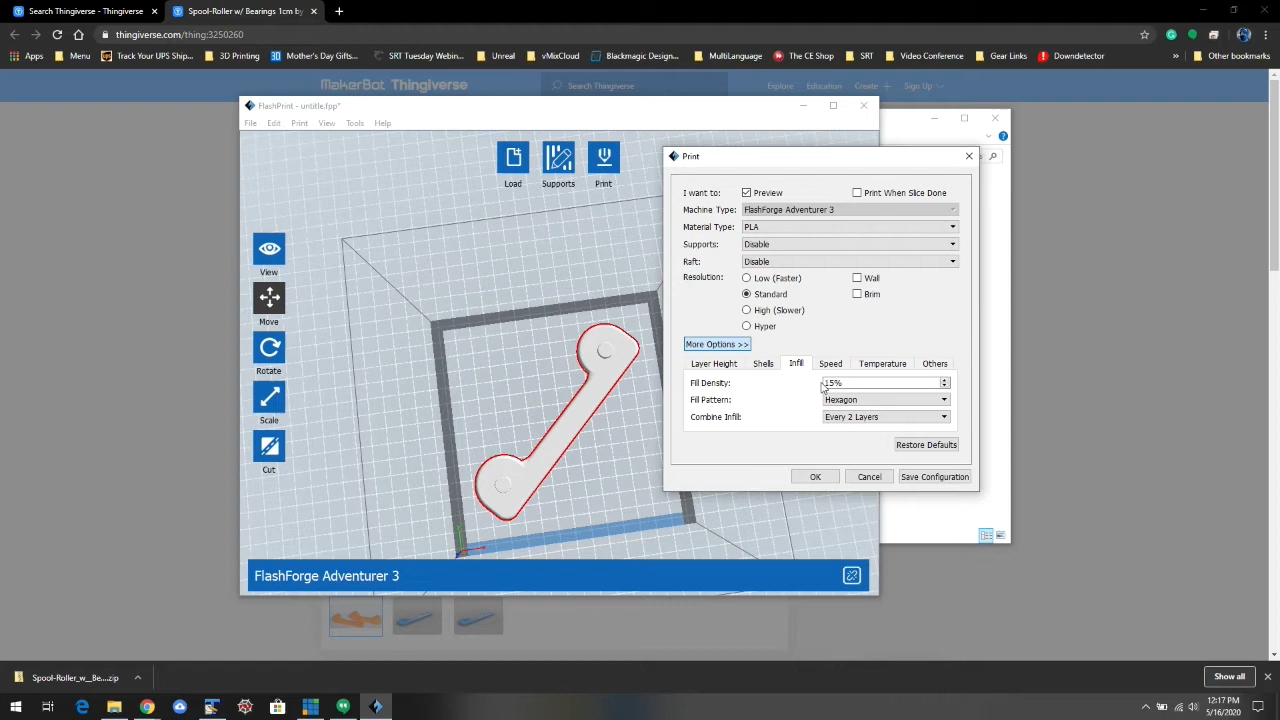 Search Thingiverse - Thingiverse
Spool-Roller w/ Bearings 1cm by
thingiverse.com/thing:3250260
Apps
Menu
Track Your UPS Ship...
3D Printing
Mother's Day Gifts...
SRT Tuesday Webin...
Unreal
vMixCloud
Blackmagic Design...
MultiLanguage
The CE Shop
SRT
Video Conference
Gear Links
Downdetector
»
Other bookmarks
MakerBot Thingiverse
Search Thingiverse
Explore
Education
Create +
Sign Up
FlashPrint - untitle.fpp*
File Edit Print View Tools Help
Load
Supports
Print
View
Move
Rotate
Scale
Cut
FlashForge Adventurer 3
Print
I want to: Preview Print When Slice Done
Machine Type: FlashForge Adventurer 3
Material Type: PLA
Supports: Disable
Raft: Disable
Resolution: Low (Faster) Wall
Standard Brim
High (Slower)
Hyper
More Options >>
Layer Height Shells Infill Speed Temperature Others
Fill Density: 15%
Fill Pattern: Hexagon
Combine Infill: Every 2 Layers
Restore Defaults
OK Cancel Save Configuration
Spool-Roller_w__Be....zip
Show all
12:17 PM
5/16/2020